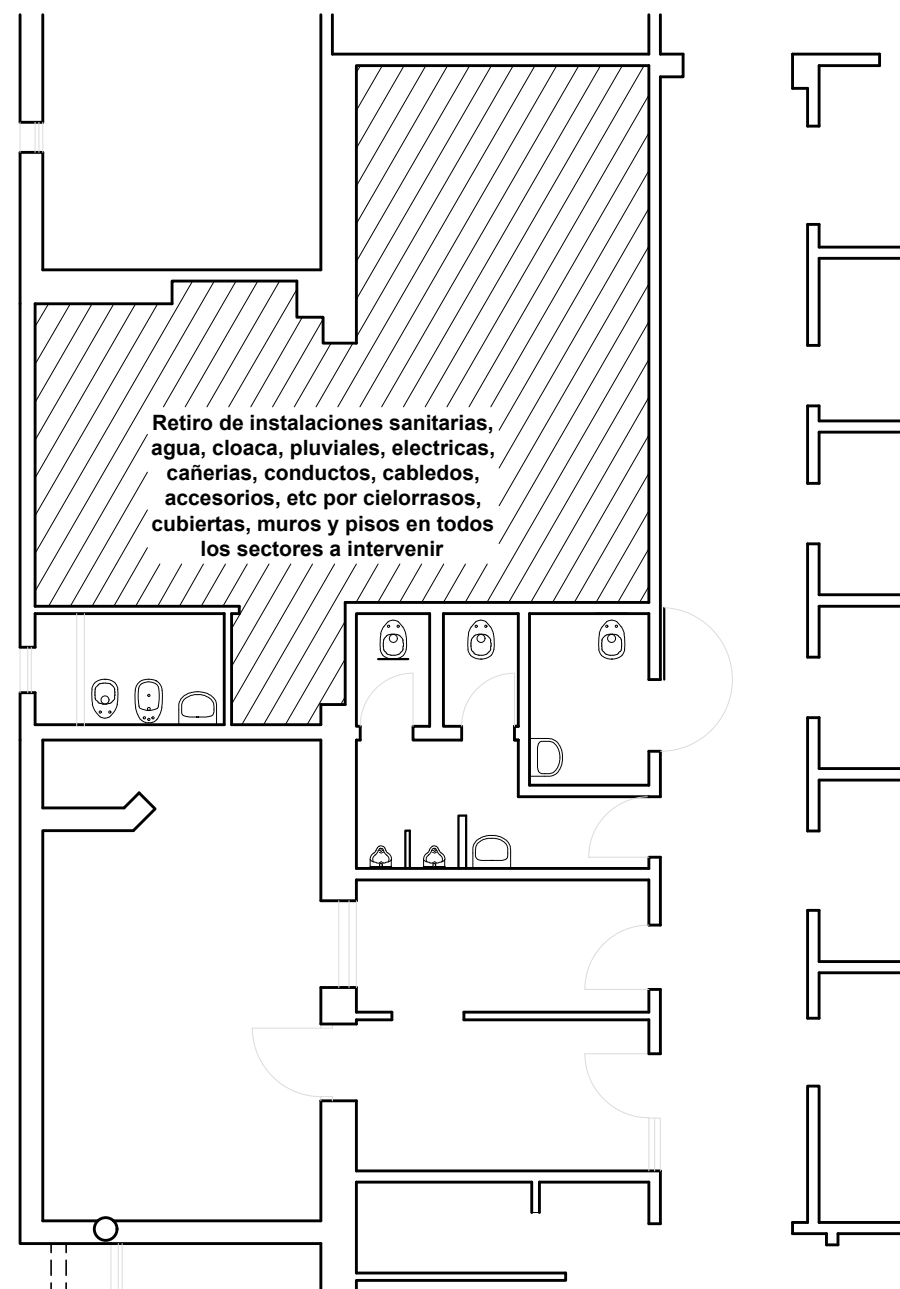 Retiro de instalaciones sanitarias,
agua, cloaca, pluviales, electricas,
cañerias, conductos, cabledos,
accesorios, etc por cielorrasos,
cubiertas, muros y pisos en todos
los sectores a intervenir